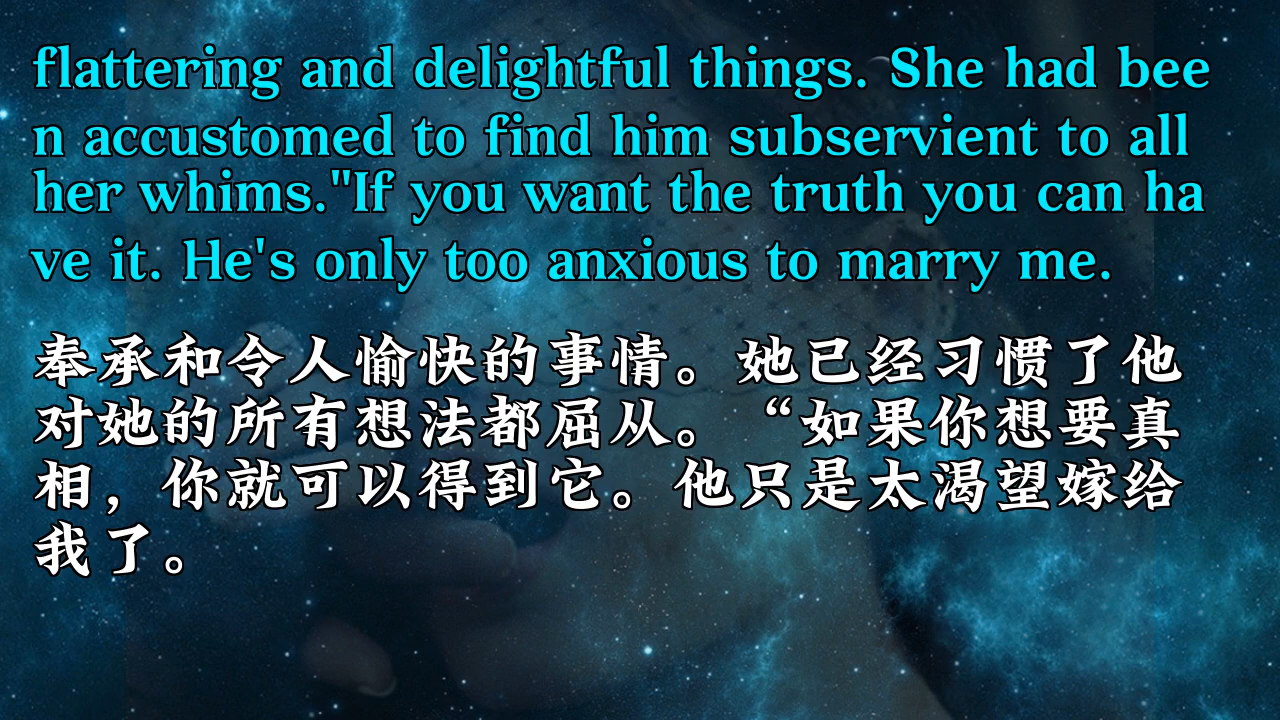 flattering and delightful things. She had bee
n accustomed to find him subservient to all
her whims."If you want the truth you can ha
ve it. He's only too anxious to marry me.
奉承和令人愉快的事情。她已经习惯了他
对她的所有想法都屈从。“如果你想要真
相，你就可以得到它。他只是太渴望嫁给
我了。